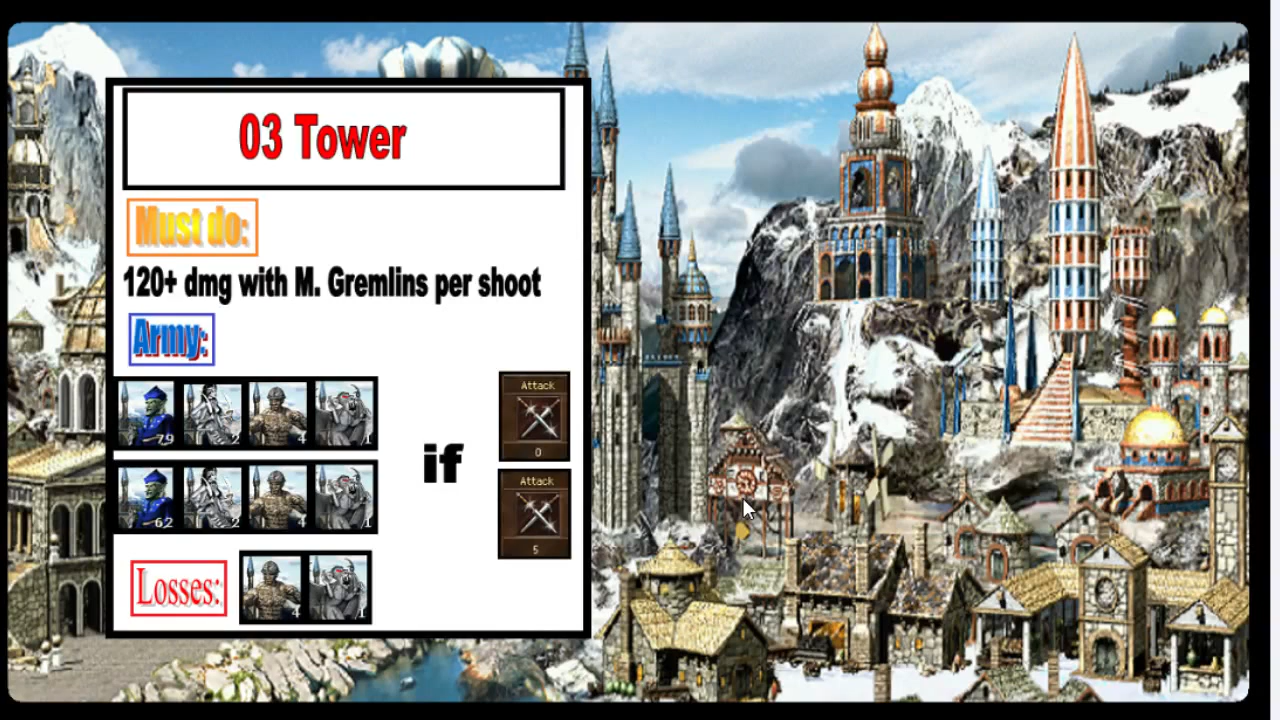 03 Tower
Must do:
120+ dmg with M. Gremlins per shoot
Army:
79 2 4 1
Attack
0
if
62 2 4 1
Attack
5
Losses:
4 1